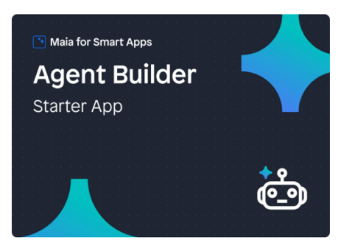 Maia for Smart Apps
Agent Builder
Starter App